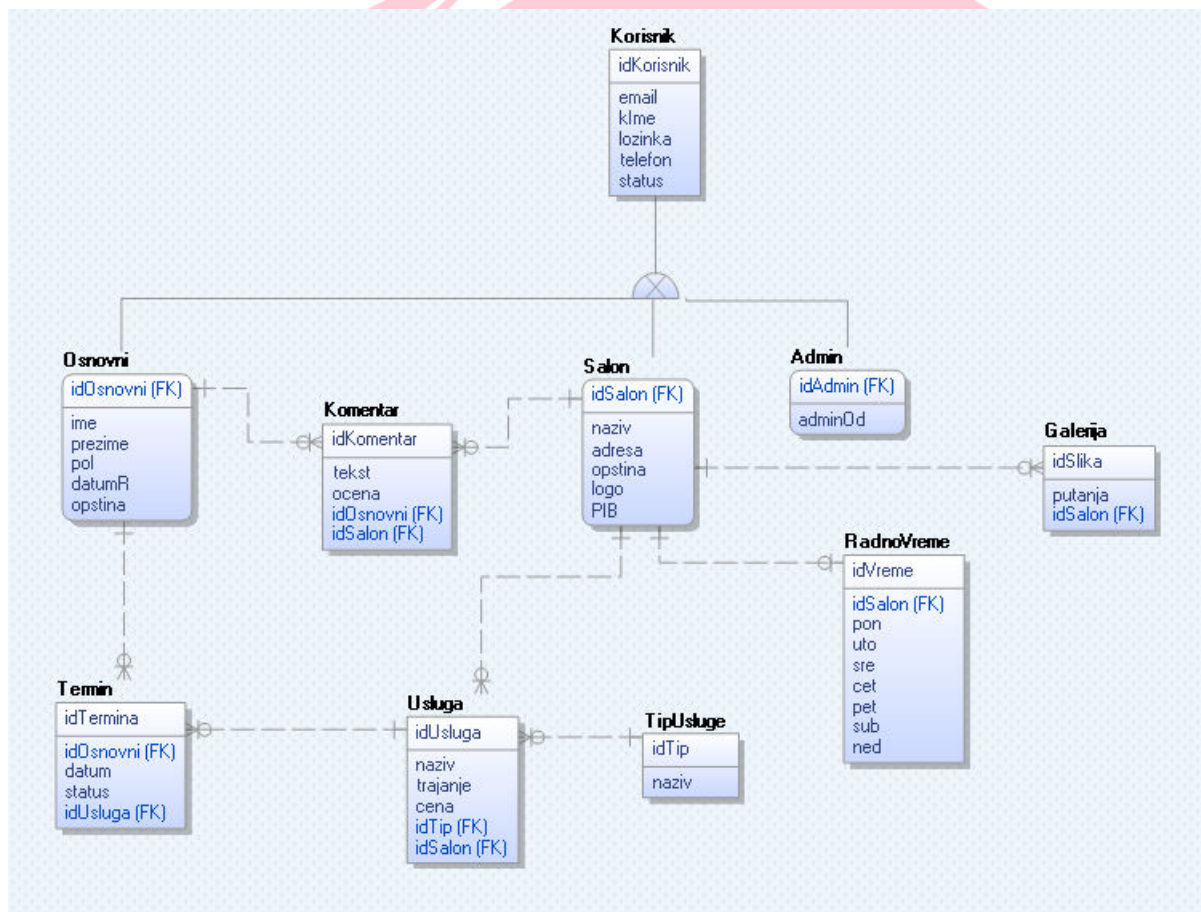 Korisnik
idKorisnik
email
kIme
lozinka
telefon
status
Osnovni
idOsnovni (FK)
ime
prezime
pol
datumR
opstina
Komentar
idKomentar
tekst
ocena
idOsnovni (FK)
idSalon (FK)
Salon
idSalon (FK)
naziv
adresa
opstina
logo
PIB
Admin
idAdmin (FK)
adminOd
Galerija
idSlika
putanja
idSalon (FK)
RadnoVreme
idVreme
idSalon (FK)
pon
uto
sre
cet
pet
sub
ned
Termin
idTermina
idOsnovni (FK)
datum
status
idUsluga (FK)
Usluga
idUsluga
naziv
trajanje
cena
idTip (FK)
idSalon (FK)
TipUsluge
idTip
naziv